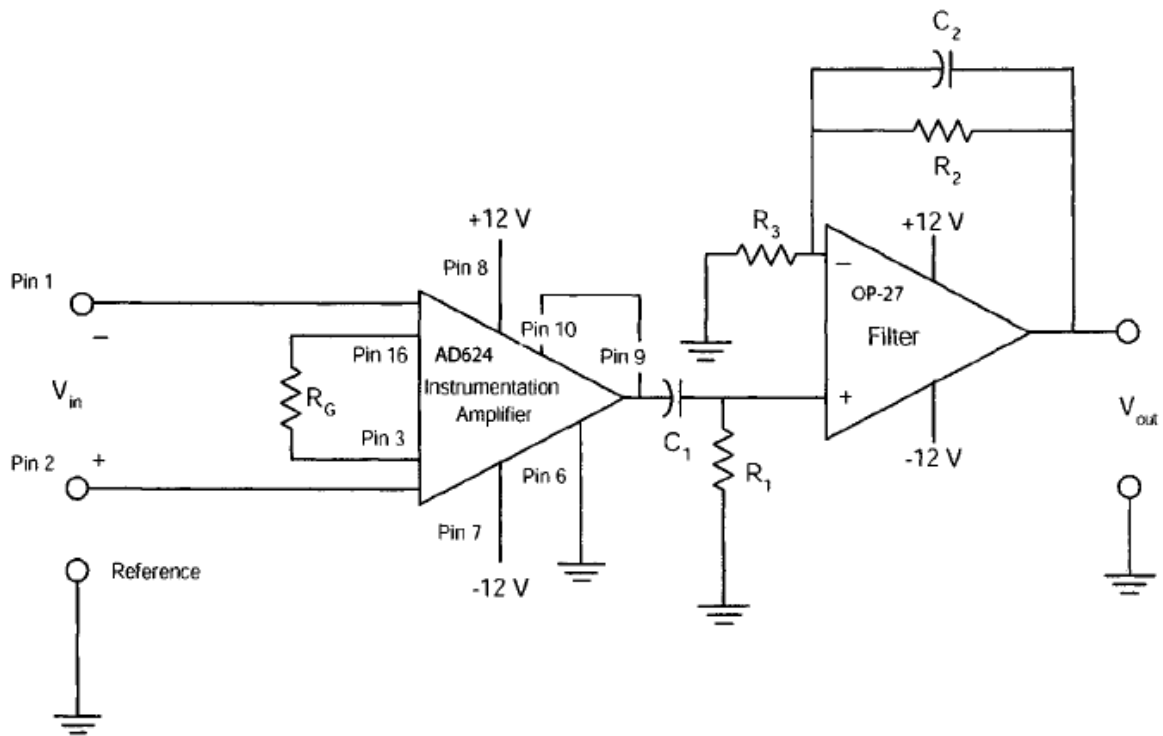 C2
R2
+12 V
R3
+12 V
Pin 8
Pin 1
−
OP-27
Pin 10
Filter
−
Pin 16
AD624
Pin 9
Vin
RG
Instrumentation
Amplifier
+
Vout
Pin 3
C1
-12 V
Pin 2
+
Pin 6
R1
Pin 7
Reference
-12 V